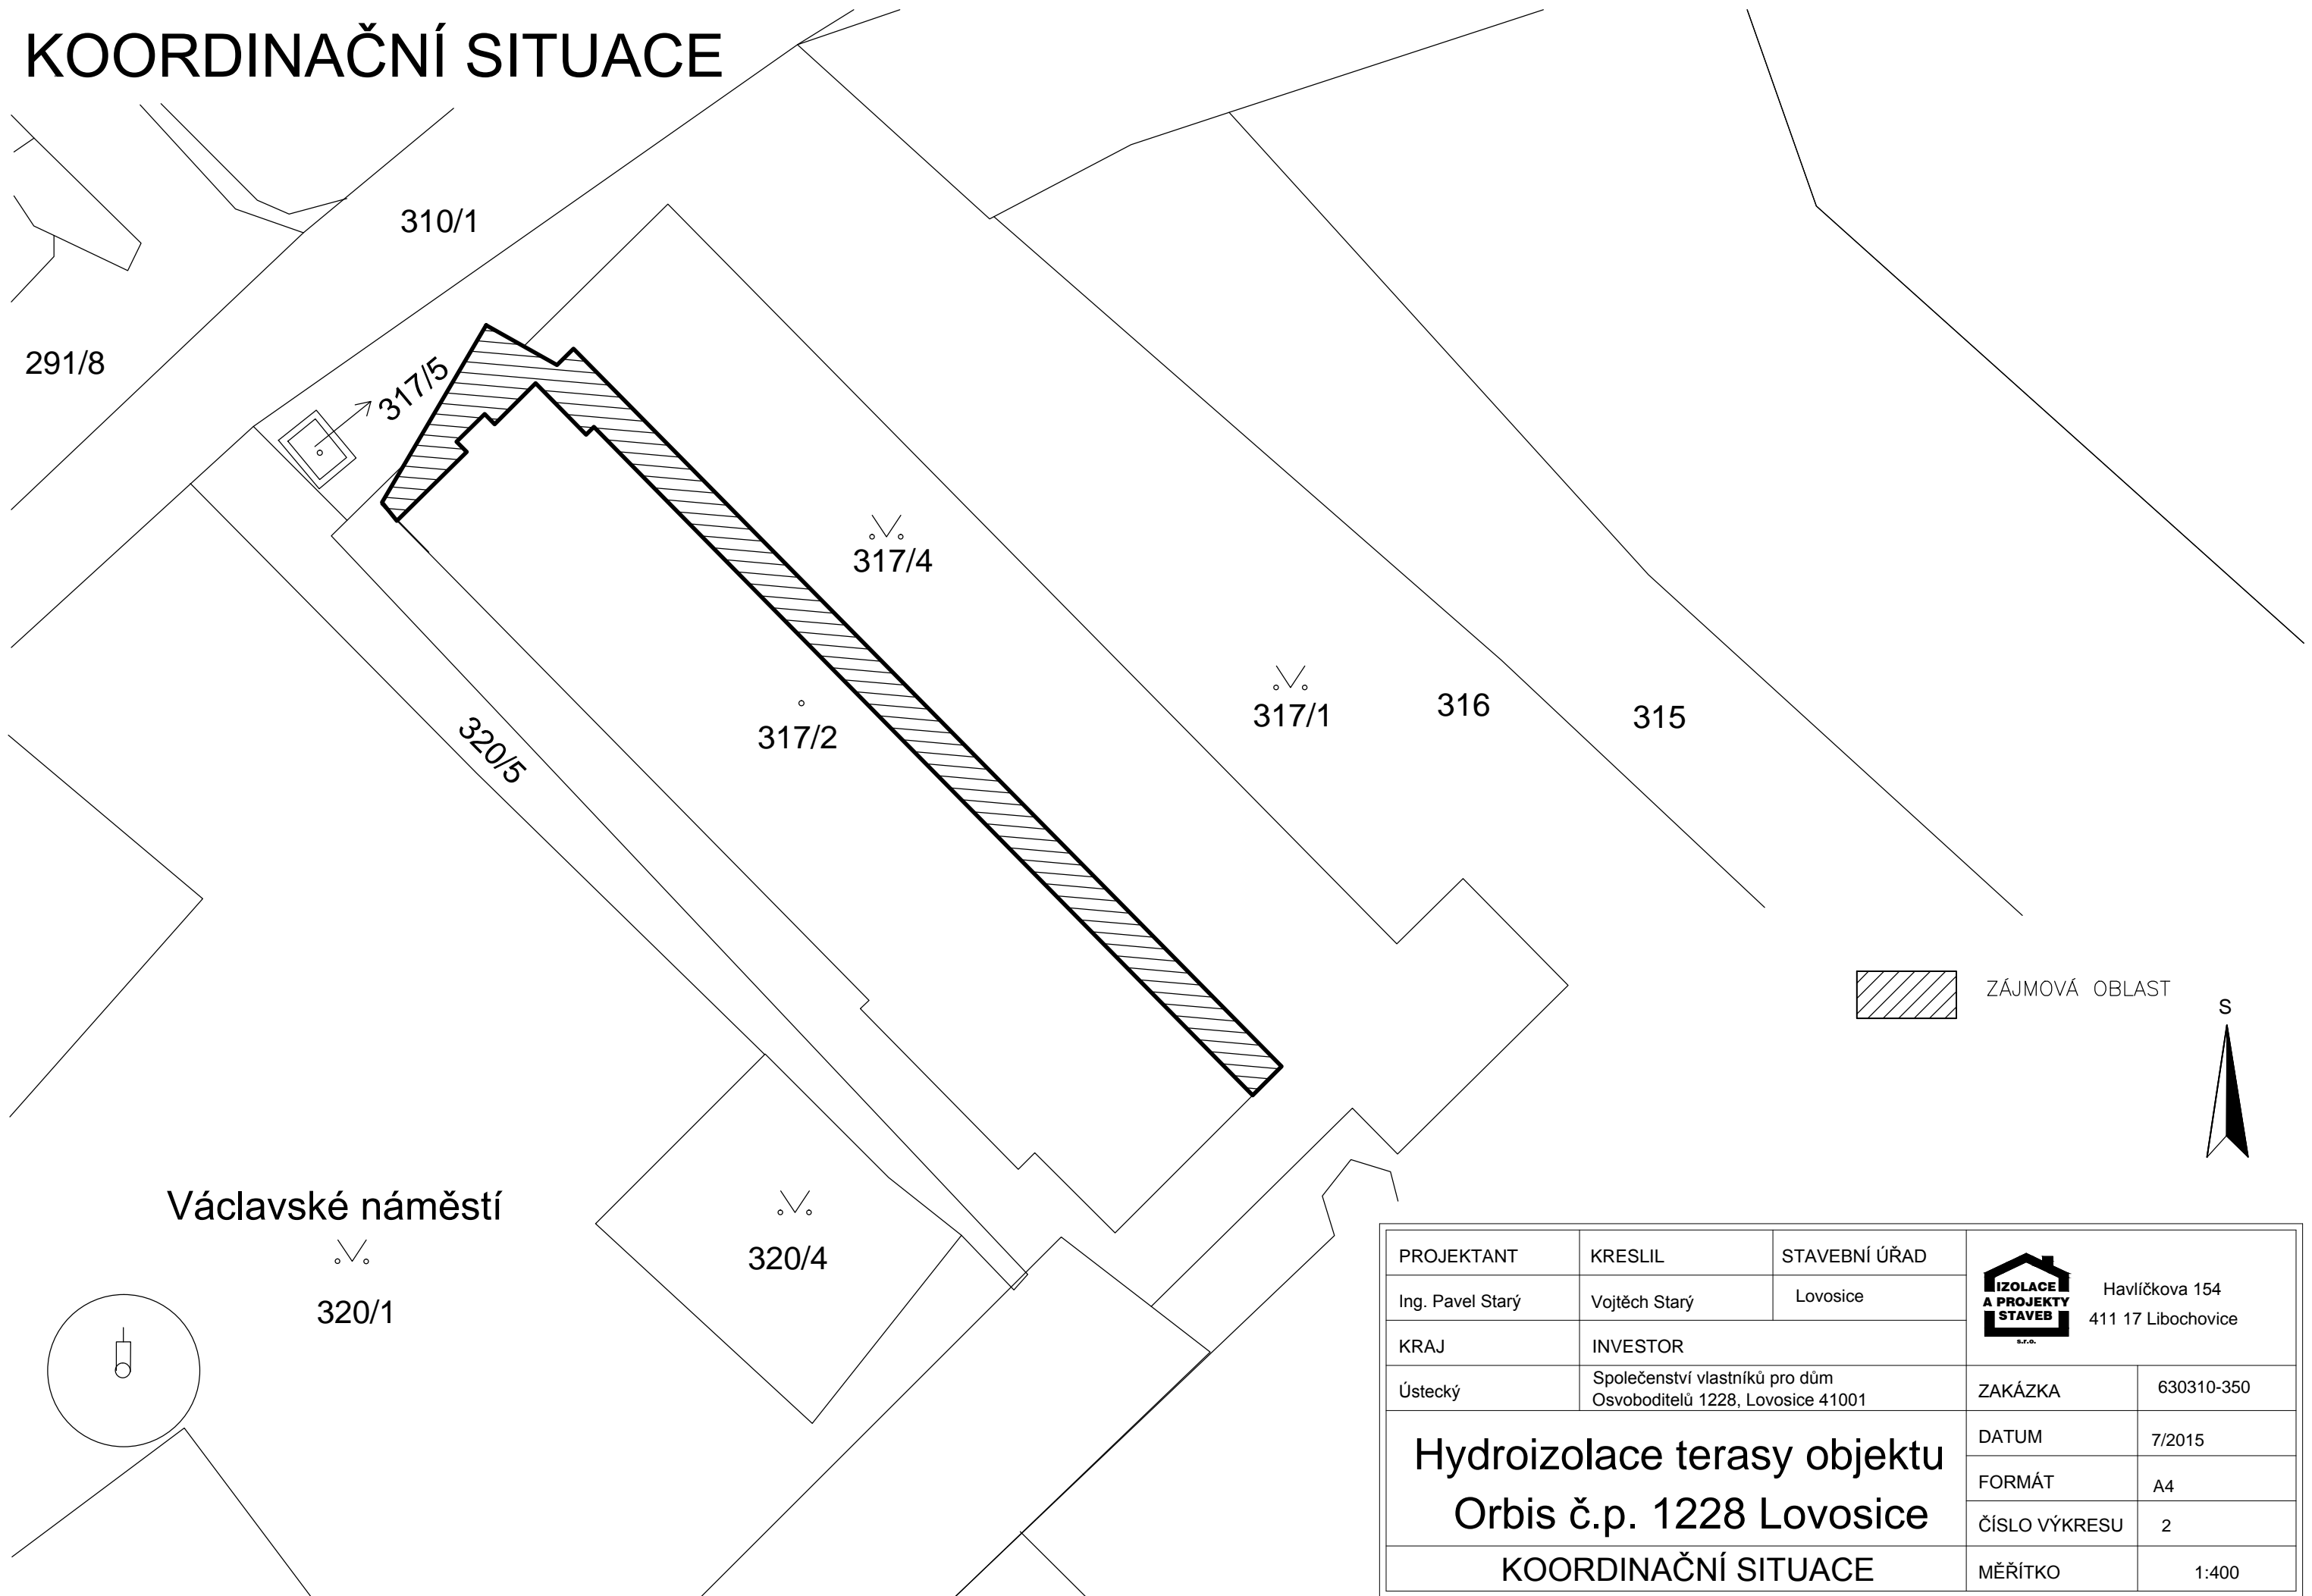 KOORDINAČNÍ SITUACE
310/1
291/8
317/5
317/4
317/1
316
315
317/2
320/5
ZÁJMOVÁ OBLAST
S
Václavské náměstí
320/4
320/1
PROJEKTANT
KRESLIL
STAVEBNÍ ÚŘAD
Ing. Pavel Starý
Vojtěch Starý
Lovosice
IZOLACE
A PROJEKTY
STAVEB
s.r.o.
Havlíčkova 154
411 17 Libochovice
KRAJ
INVESTOR
Ústecký
Společenství vlastníků pro dům
Osvoboditelů 1228, Lovosice 41001
ZAKÁZKA
630310-350
Hydroizolace terasy objektu
Orbis č.p. 1228 Lovosice
DATUM
7/2015
FORMÁT
A4
ČÍSLO VÝKRESU
2
KOORDINAČNÍ SITUACE
MĚŘÍTKO
1:400